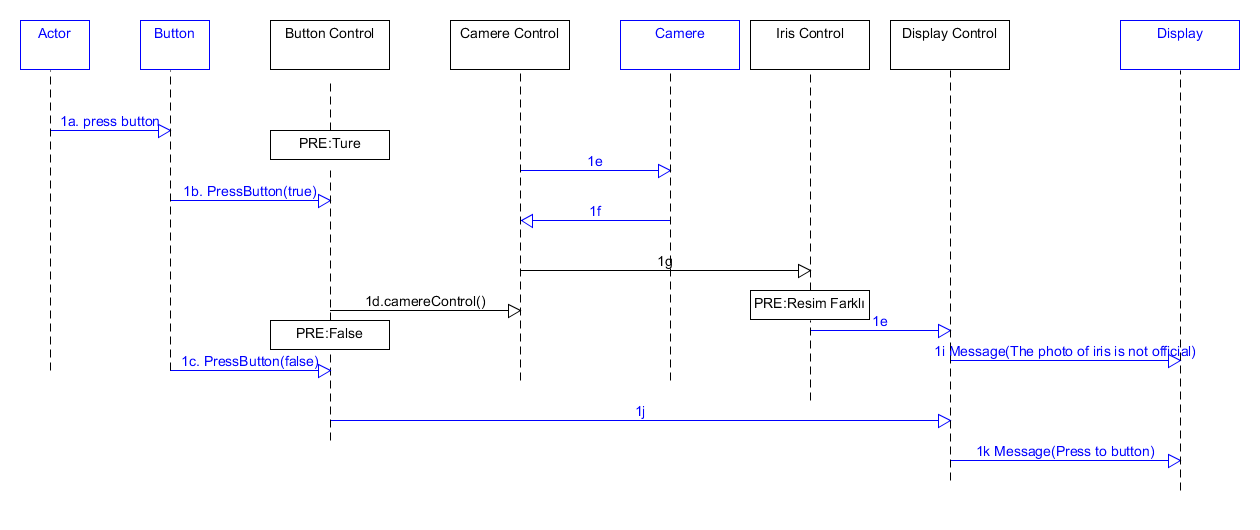 Actor
Button
Button Control
Camere Control
Camere
Iris Control
Display Control
Display
1a. press button
PRE:Ture
1e
1b. PressButton(true)
1f
1g
1d.camereControl()
PRE:Resim Farklı
1e
PRE:False
1i Message(The photo of iris is not official)
1c. PressButton(false)
1j
1k Message(Press to button)